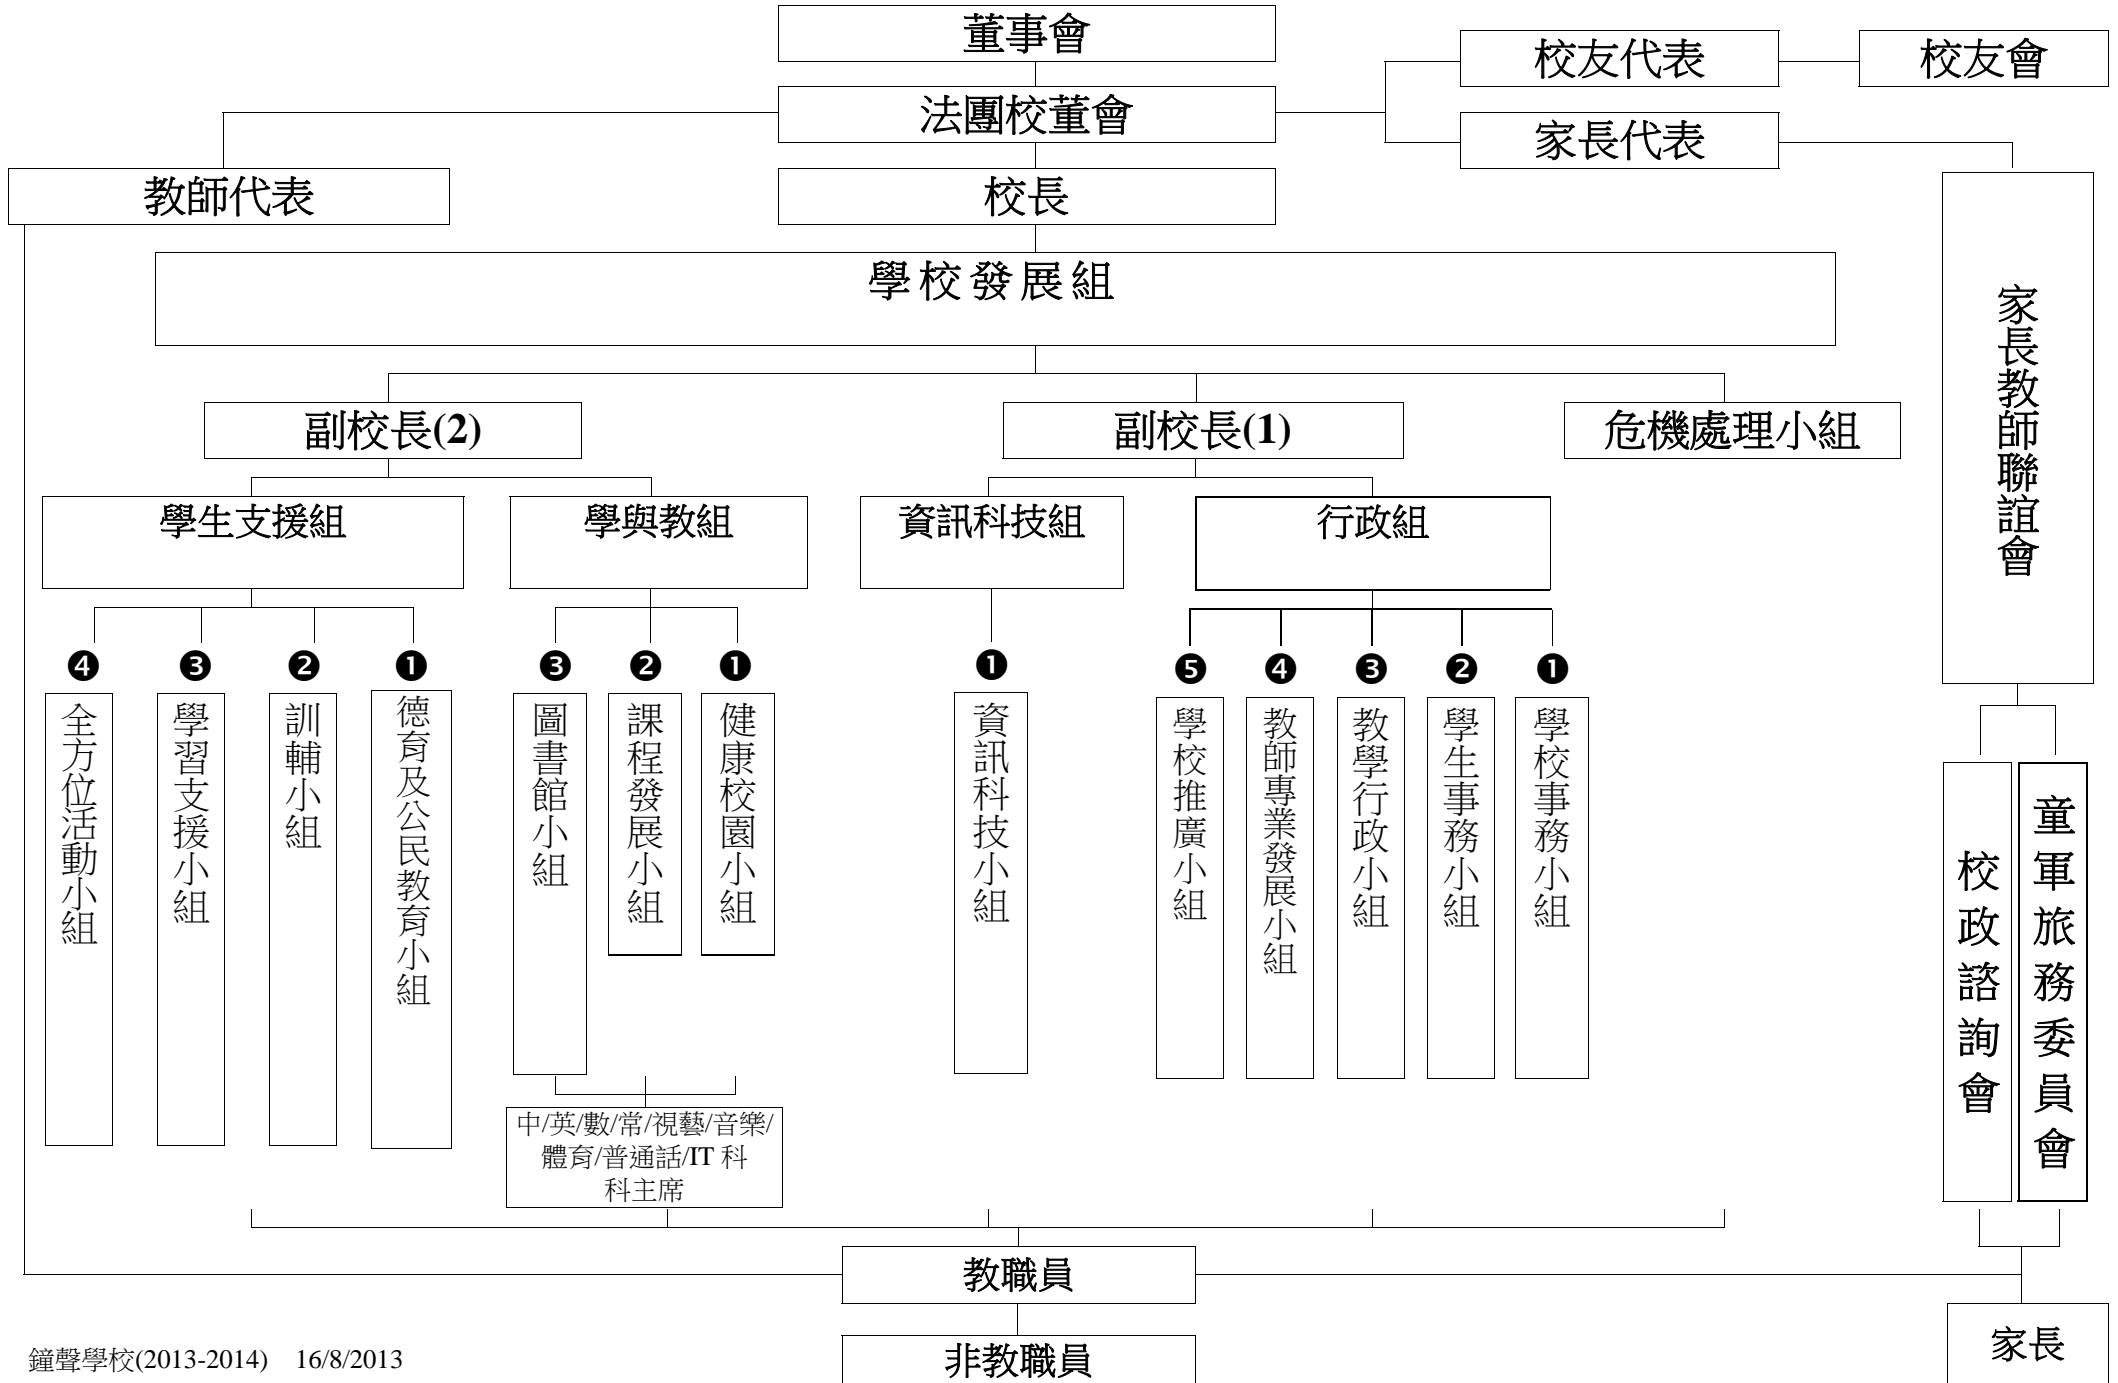 董事會
校友代表
校友會
法團校董會
家長代表
教師代表
校長
學校發展組
家長教師聯誼會
副校長(2)
副校長(1)
危機處理小組
學生支援組
學與教組
資訊科技組
行政組
❹
❸
❷
❶
❸
❷
❶
❶
❺
❹
❸
❷
❶
全方位活動小組
學習支援小組
訓輔小組
德育及公民教育小組
圖書館小組
課程發展小組
健康校園小組
資訊科技小組
學校推廣小組
教師專業發展小組
教學行政小組
學生事務小組
學校事務小組
校政諮詢會
童軍旅務委員會
中/英/數/常/視藝/音樂/
體育/普通話/IT 科
科主席
教職員
非教職員
家長
鐘聲學校(2013-2014) 16/8/2013